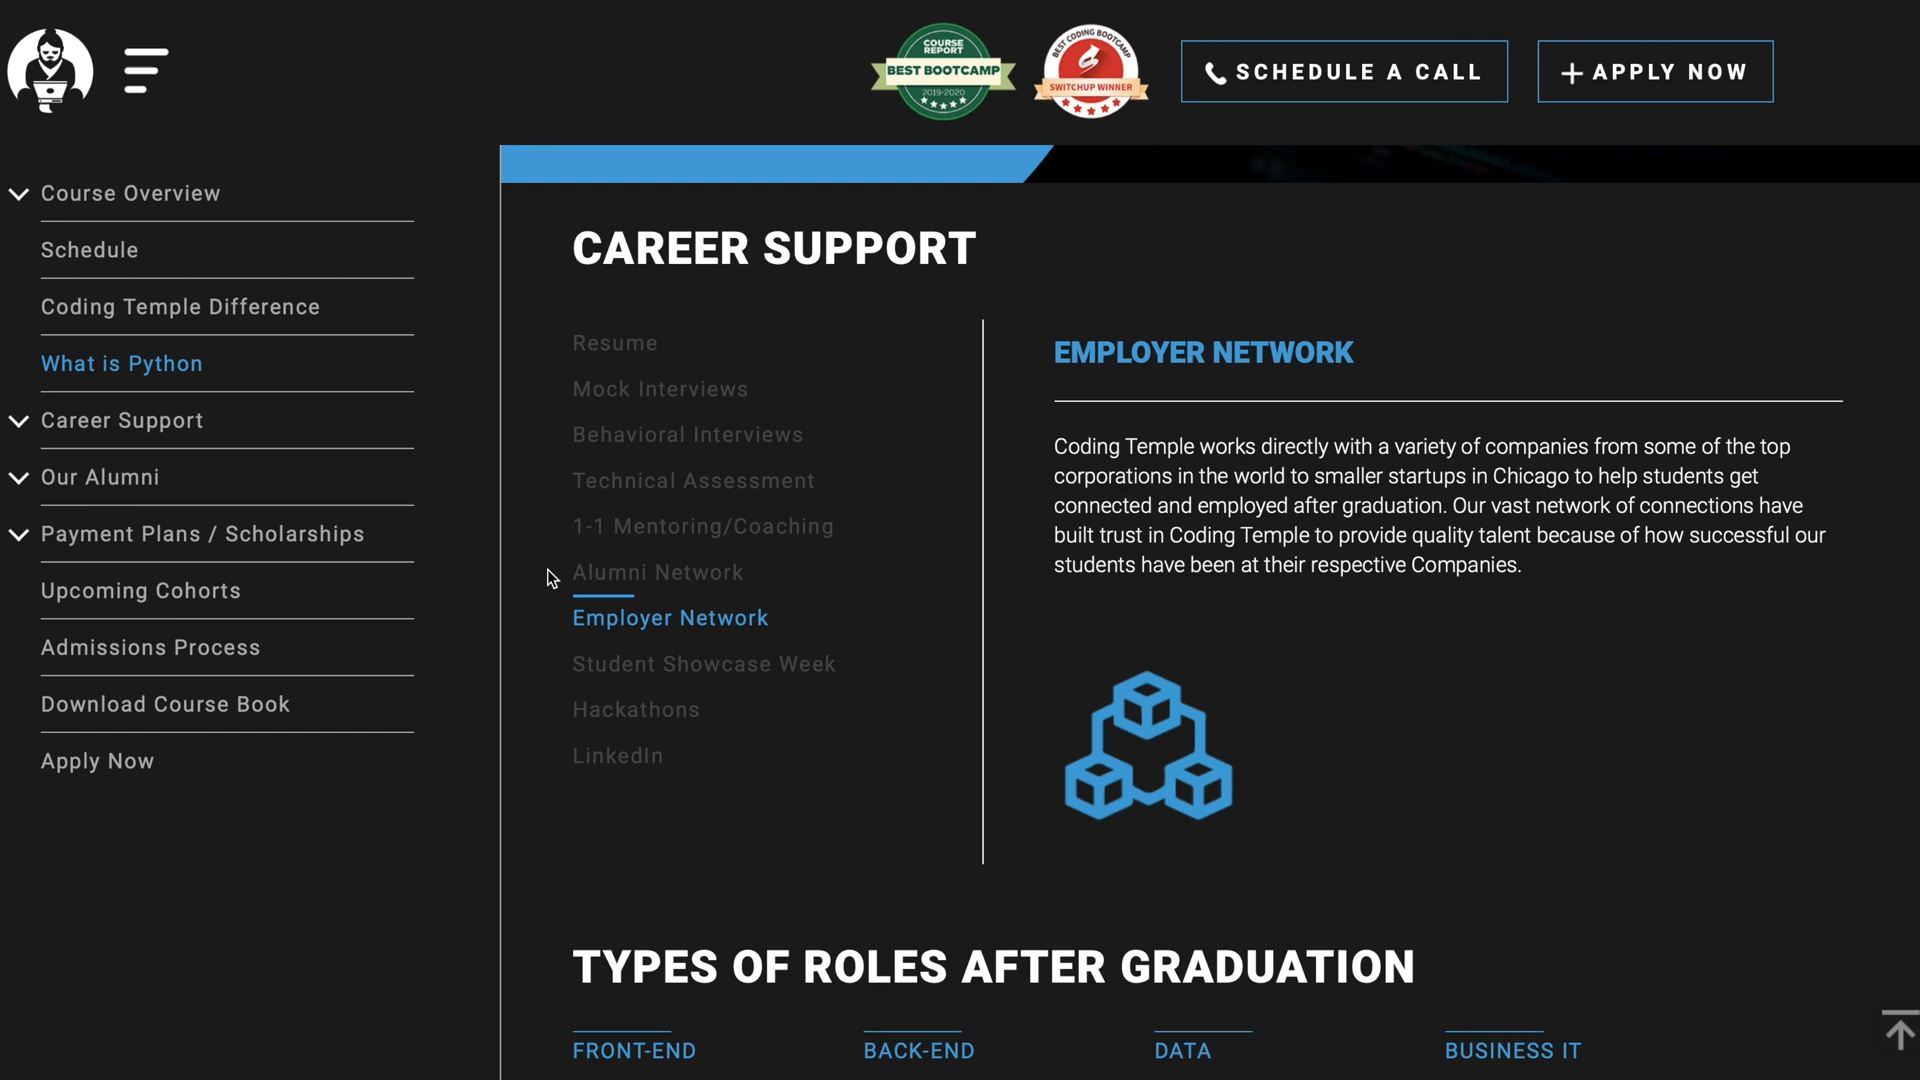 COURSE
REPORT
BEST BOOTCAMP
2019-2020
BEST CODING BOOTCAMP
SWITCHUP WINNER
SCHEDULE A CALL
APPLY NOW
Course Overview
Schedule
Coding Temple Difference
What is Python
Career Support
Our Alumni
Payment Plans / Scholarships
Upcoming Cohorts
Admissions Process
Download Course Book
Apply Now
CAREER SUPPORT
Resume
Mock Interviews
Behavioral Interviews
Technical Assessment
1-1 Mentoring/Coaching
Alumni Network
Employer Network
Student Showcase Week
Hackathons
LinkedIn
EMPLOYER NETWORK
Coding Temple works directly with a variety of companies from some of the top
corporations in the world to smaller startups in Chicago to help students get
connected and employed after graduation. Our vast network of connections have
built trust in Coding Temple to provide quality talent because of how successful our
students have been at their respective Companies.
TYPES OF ROLES AFTER GRADUATION
FRONT-END
BACK-END
DATA
BUSINESS IT